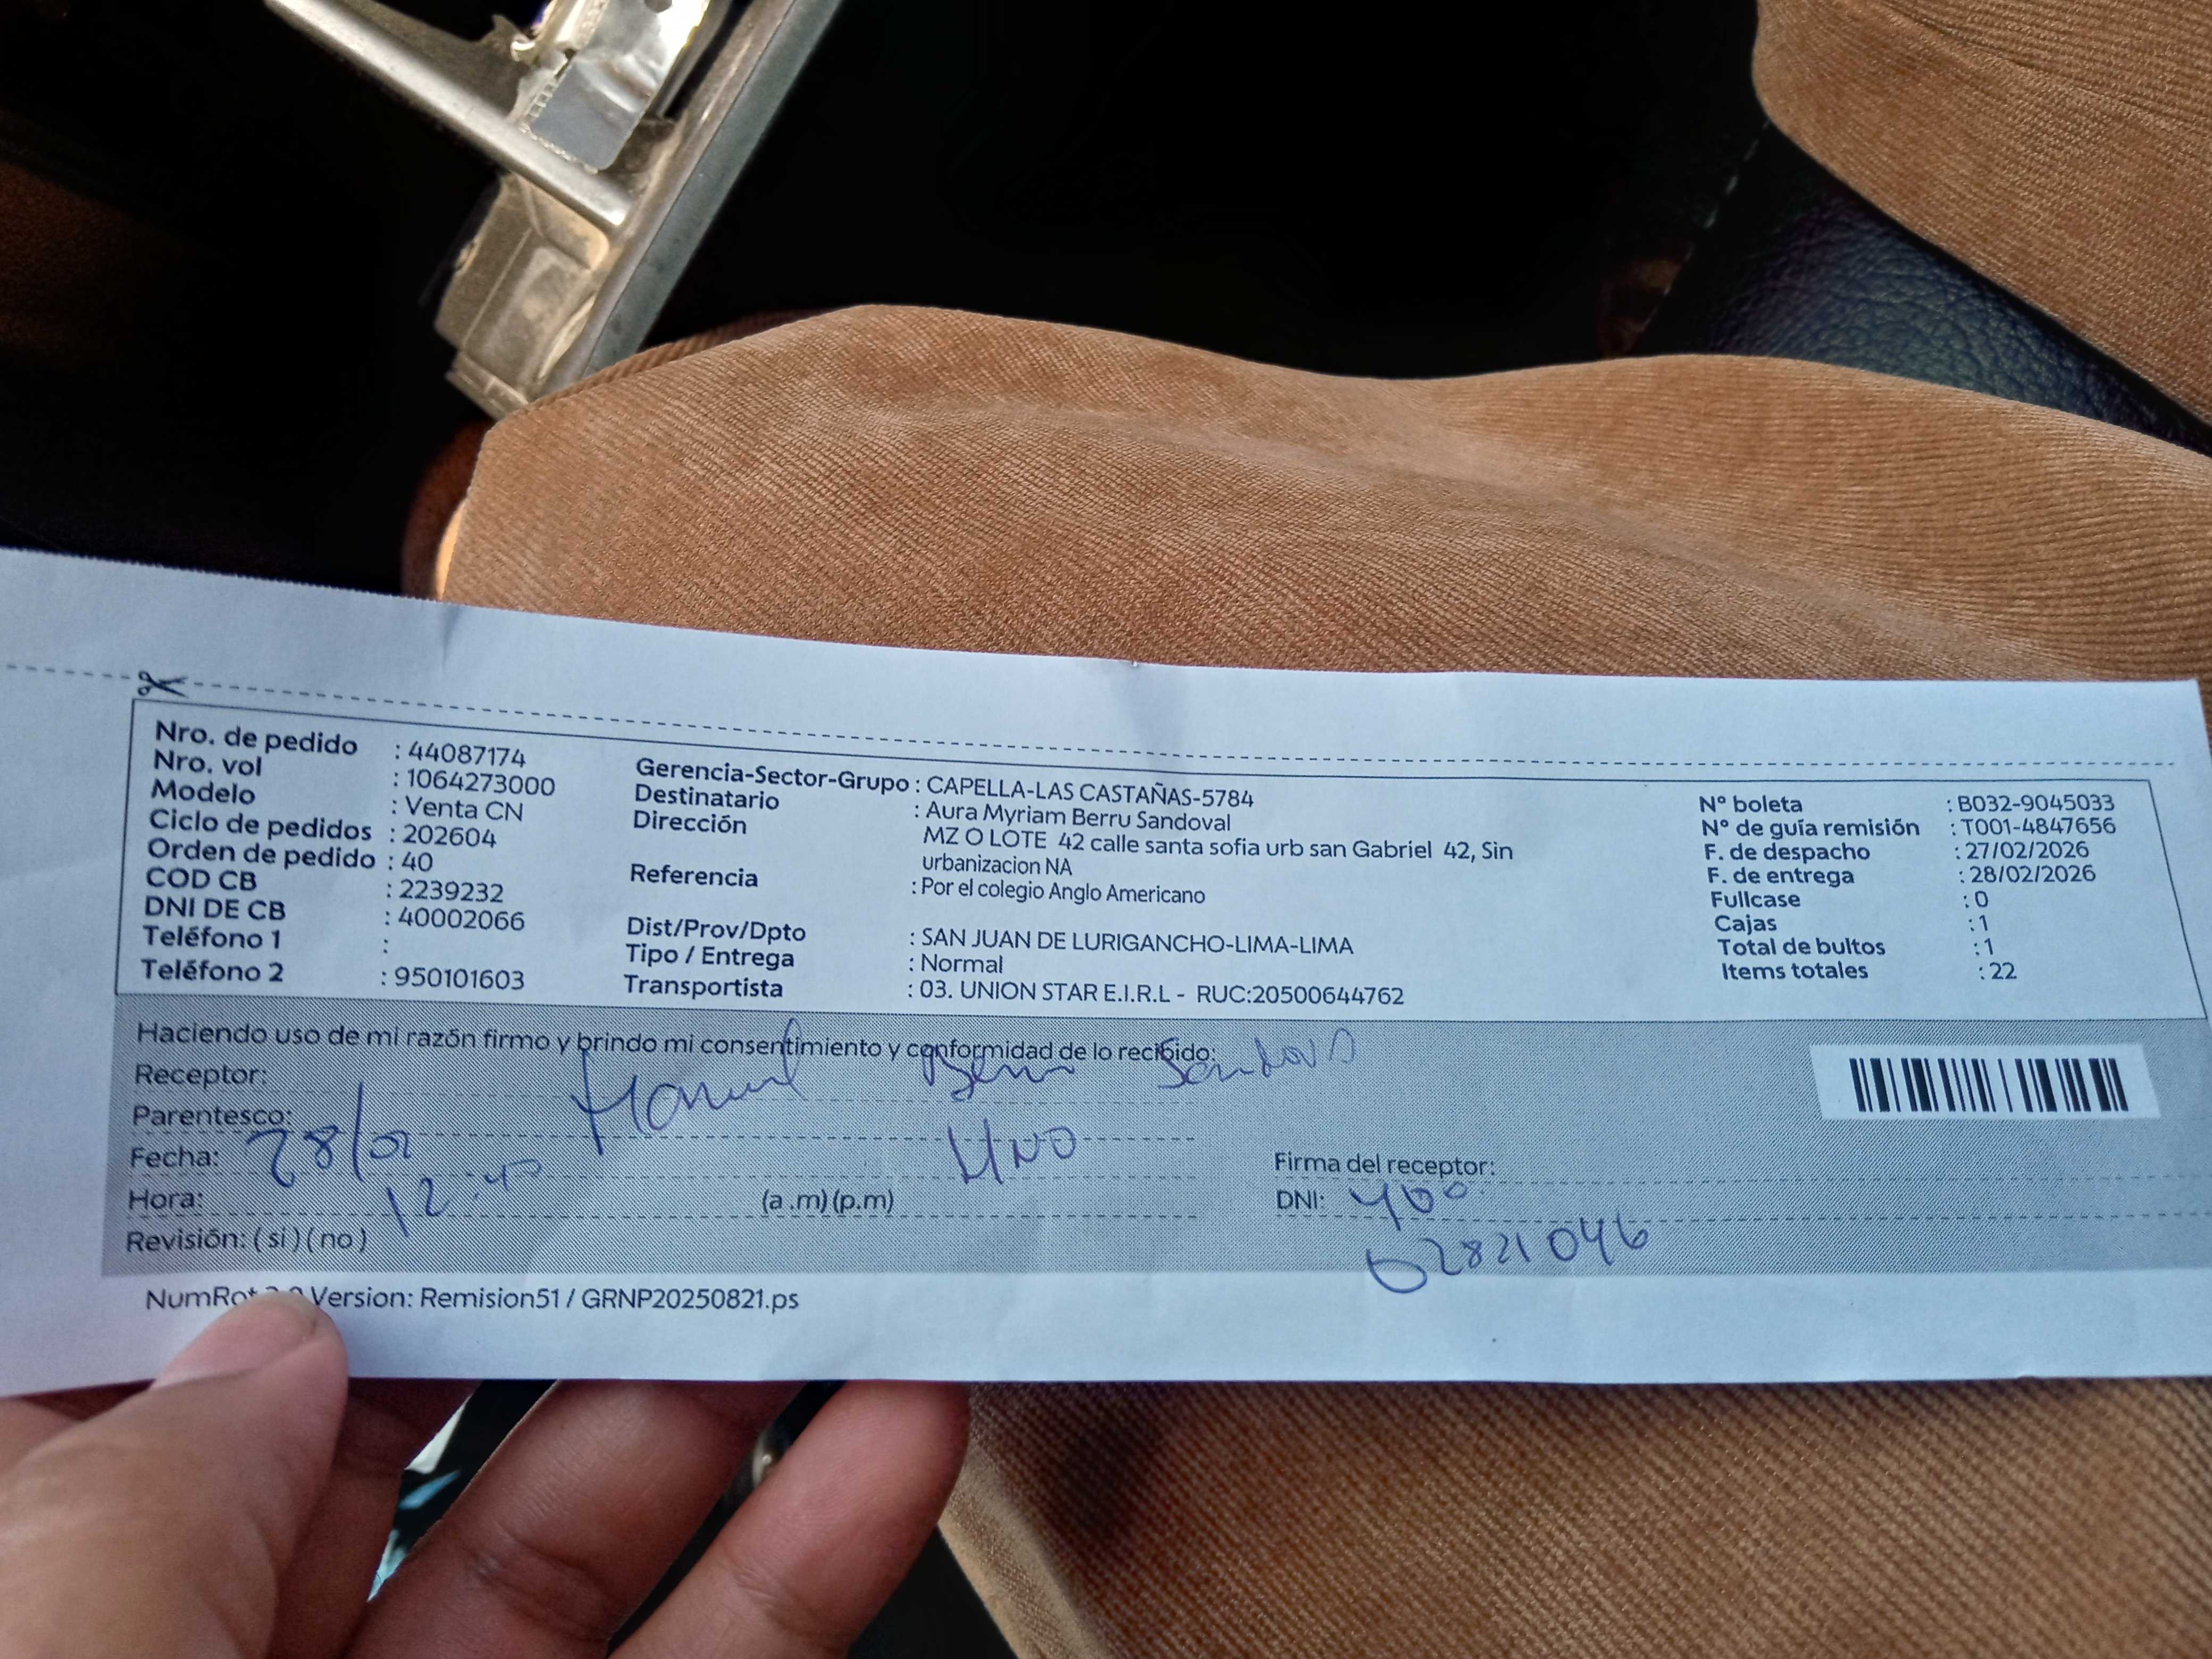 Nro. de pedido : 44087174
Nro. vol : 1064273000
Modelo : Venta CN
Ciclo de pedidos : 202604
Orden de pedido : 40
COD CB : 2239232
DNI DE CB : 40002066
Teléfono 1 :
Teléfono 2 : 950101603
Gerencia-Sector-Grupo : CAPELLA-LAS CASTAÑAS-5784
Destinatario : Aura Myriam Berru Sandoval
Dirección MZ O LOTE 42 calle santa sofia urb san Gabriel 42, Sin
urbanizacion NA
Referencia : Por el colegio Anglo Americano
Dist/Prov/Dpto : SAN JUAN DE LURIGANCHO-LIMA-LIMA
Tipo / Entrega : Normal
Transportista : 03. UNION STAR E.I.R.L - RUC:20500644762
N° boleta : B032-9045033
N° de guía remisión : T001-4847656
F. de despacho : 27/02/2026
F. de entrega : 28/02/2026
Fullcase : 0
Cajas : 1
Total de bultos : 1
Items totales : 22
Haciendo uso de mi razón firmo y brindo mi consentimiento y conformidad de lo recibido:
Receptor: Manuel Berru Sandoval
Parentesco: HNO
Fecha: 28/02
Hora: 12:40 (a.m) (p.m)
Revisión: ( si ) ( no )
Firma del receptor:
DNI: 400
02821046
NumRot Version: Remision51 / GRNP20250821.ps